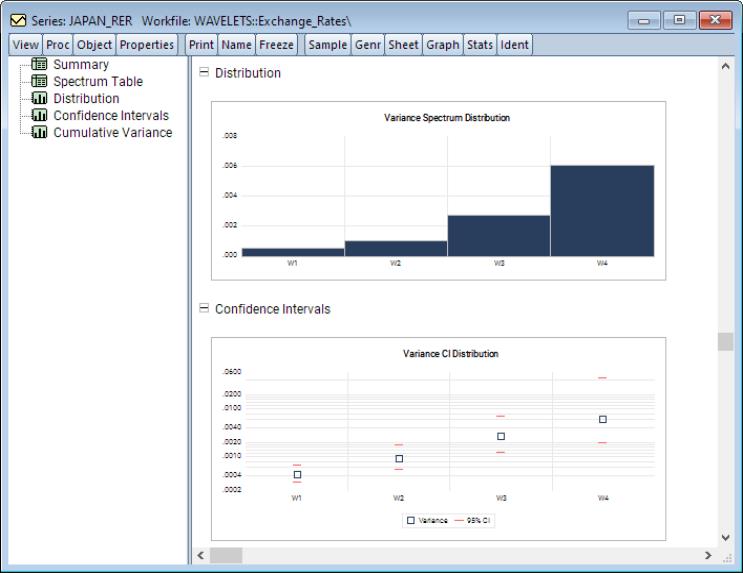 Series: JAPAN_RER Workfile: WAVELETS::Exchange_Rates\
View Proc Object Properties Print Name Freeze Sample Genr Sheet Graph Stats Ident
Summary
Spectrum Table
Distribution
Confidence Intervals
Cumulative Variance
Distribution
Variance Spectrum Distribution
.008
.006
.004
.002
.000
W1 W2 W3 W4
Confidence Intervals
Variance CI Distribution
.0600
.0200
.0100
.0040
.0020
.0010
.0004
.0002
W1 W2 W3 W4
Variance 95% CI